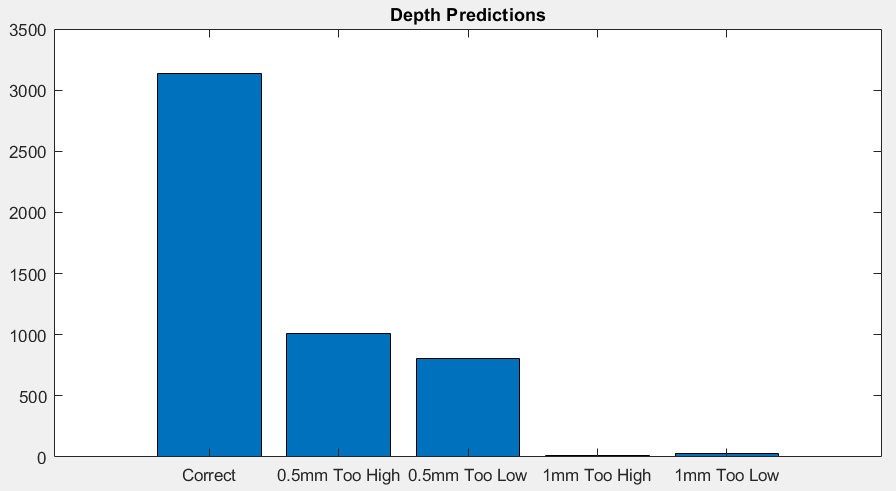 Depth Predictions
3500
3000
2500
2000
1500
1000
500
0
Correct
0.5mm Too High
0.5mm Too Low
1mm Too High
1mm Too Low